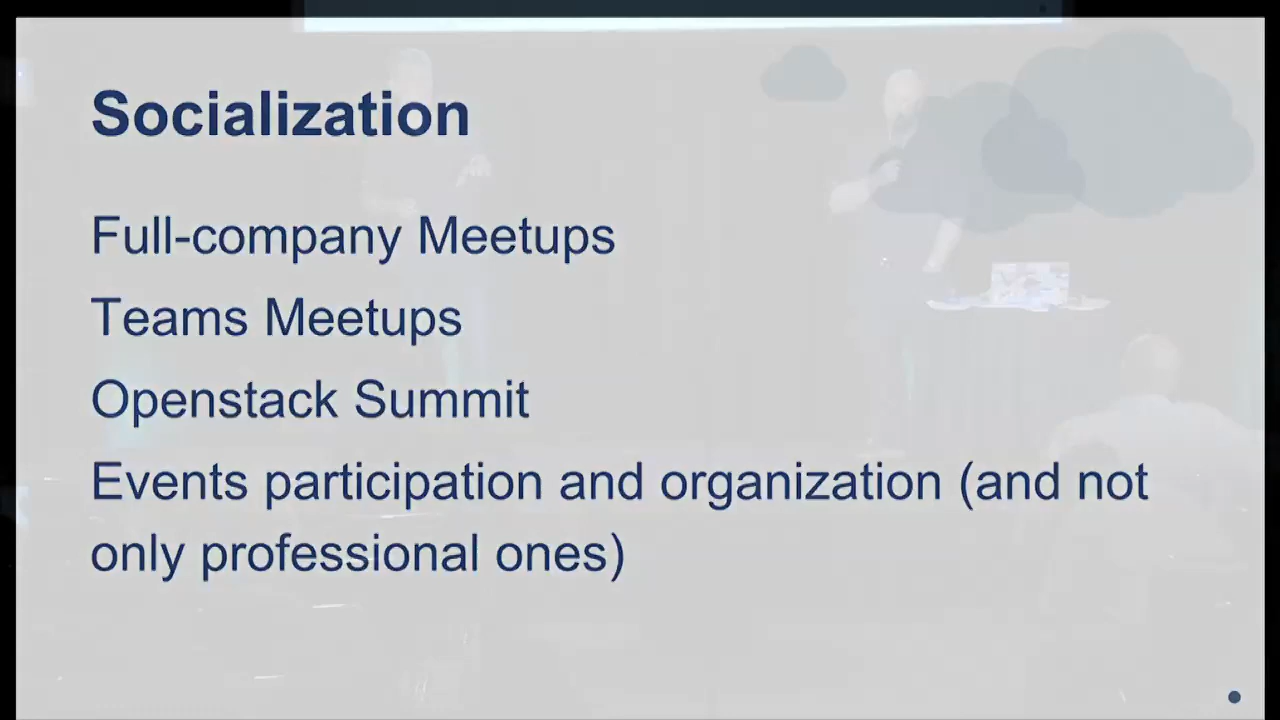 Socialization
Full-company Meetups
Teams Meetups
Openstack Summit
Events participation and organization (and not
only professional ones)